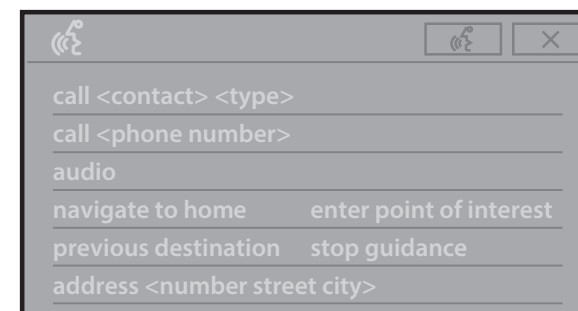 call <contact> <type>
call <phone number>
audio
navigate to home enter point of interest
previous destination stop guidance
address <number street city>